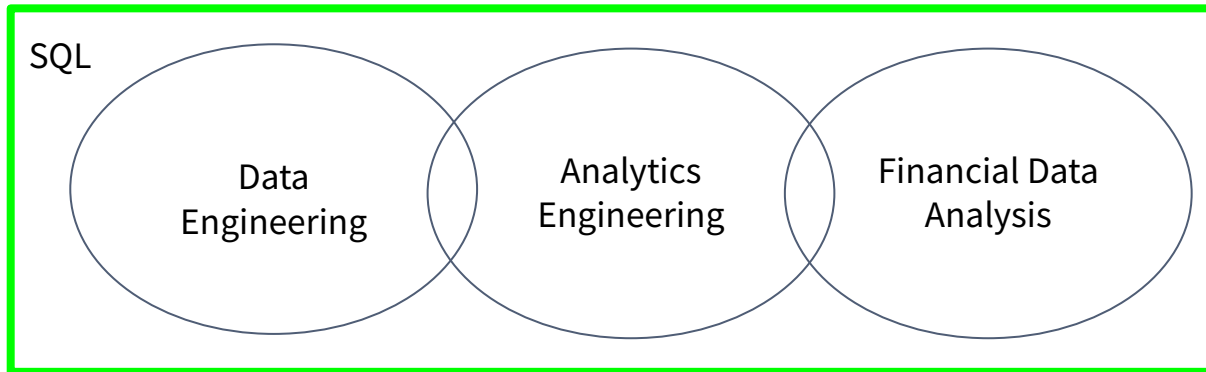 SQL
Data
Engineering
Analytics
Engineering
Financial Data
Analysis